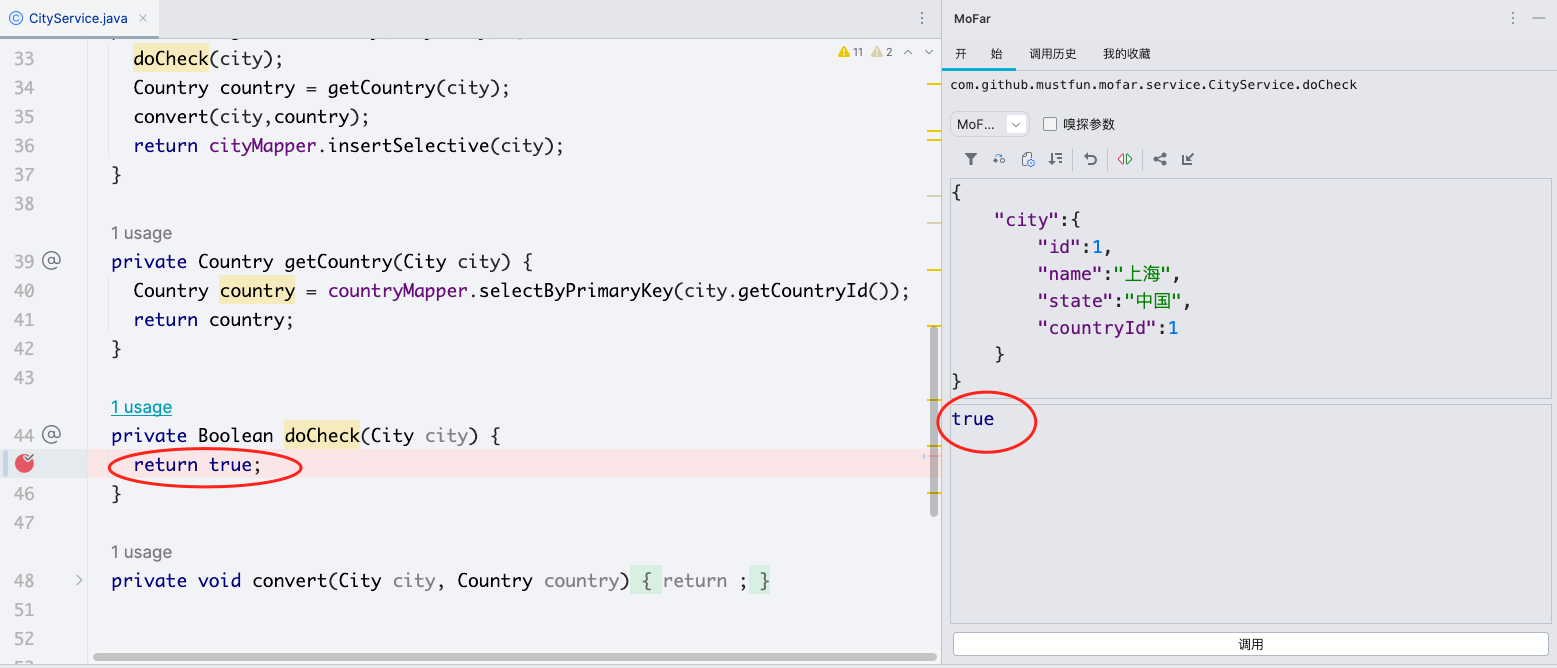 CityService.java
11 2
33 doCheck(city);
34 Country country = getCountry(city);
35 convert(city,country);
36 return cityMapper.insertSelective(city);
37 }
38
1 usage
39 @ private Country getCountry(City city) {
40 Country country = countryMapper.selectByPrimaryKey(city.getCountryId());
41 return country;
42 }
43
1 usage
44 @ private Boolean doCheck(City city) {
return true;
46 }
47
1 usage
48 private void convert(City city, Country country) { return ; }
51
52
MoFar
开 始 调用历史 我的收藏
com.github.mustfun.mofar.service.CityService.doCheck
MoF... 嗅探参数
{
"city":{
"id":1,
"name":"上海",
"state":"中国",
"countryId":1
}
}
true
调用